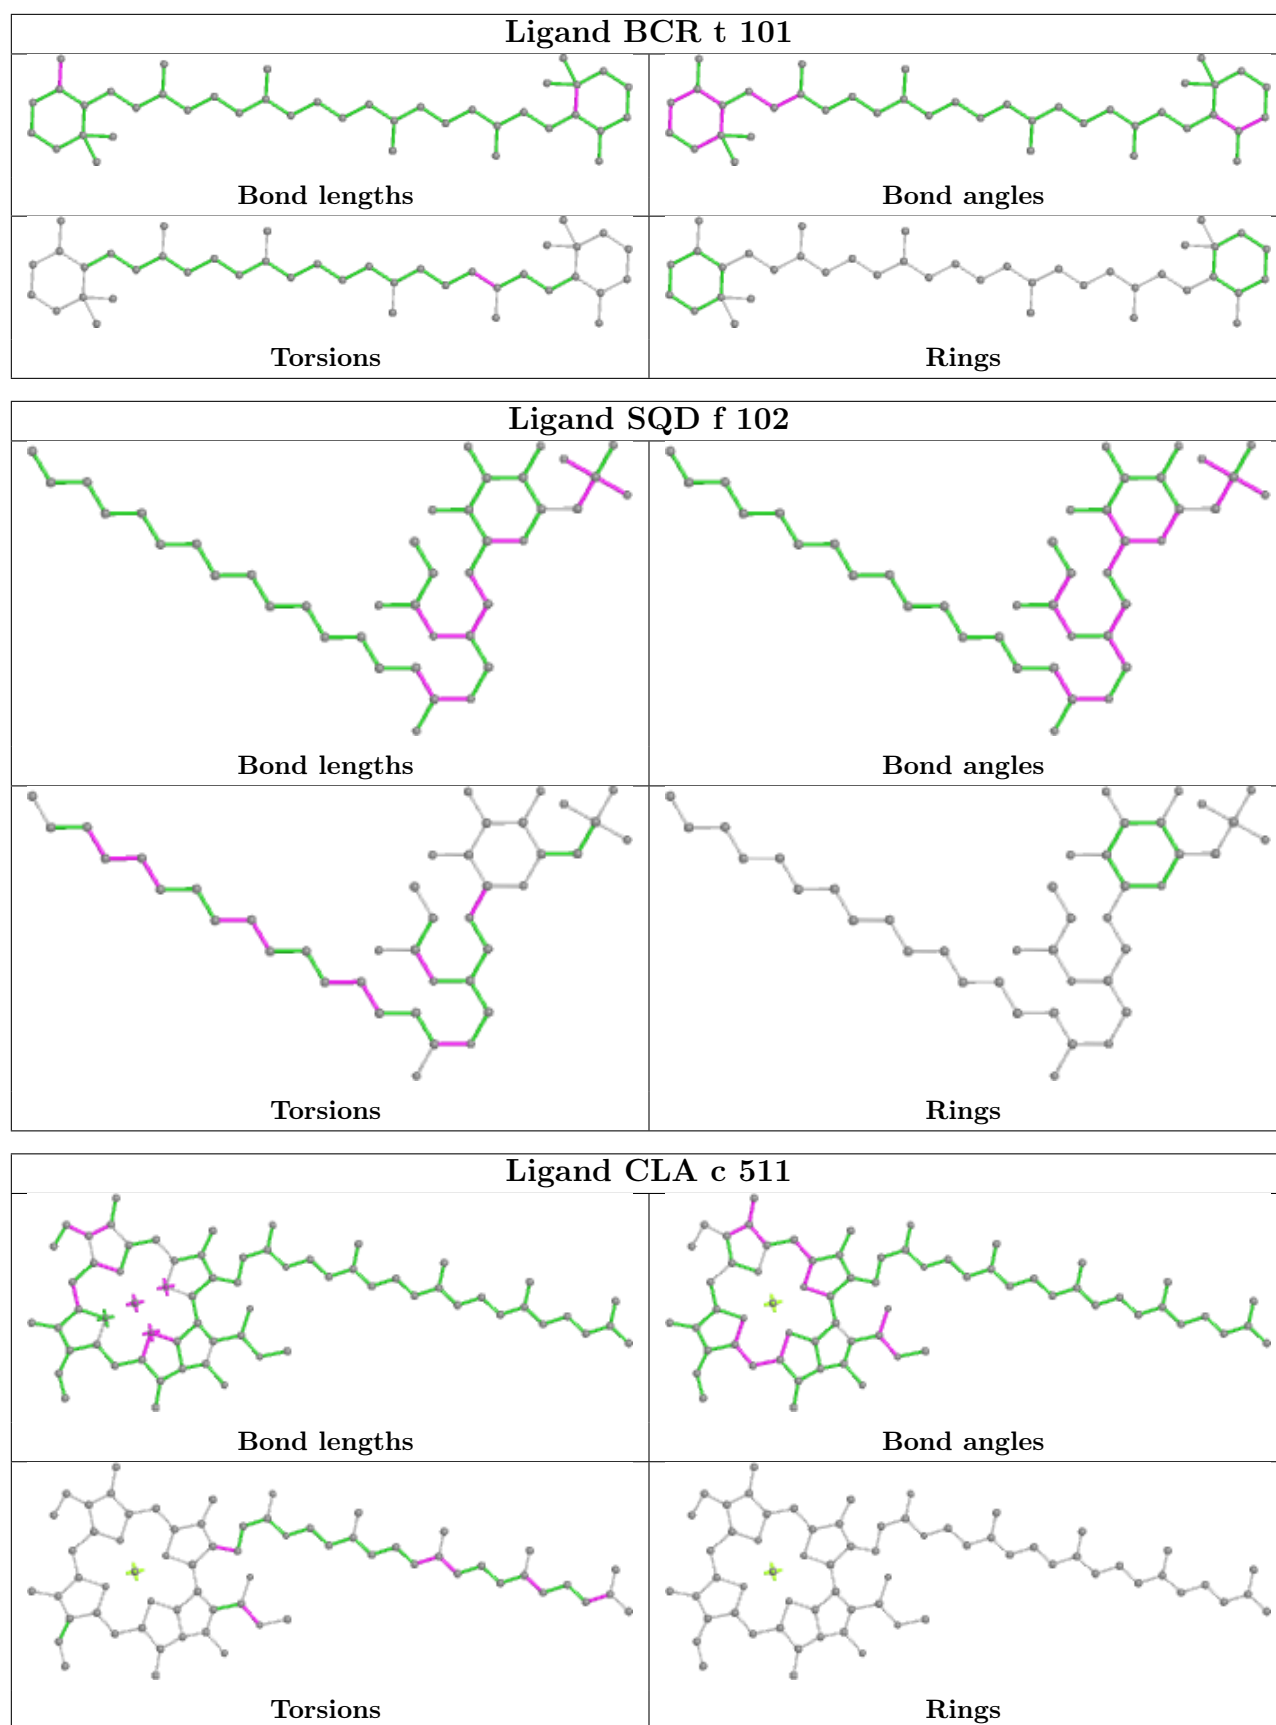 Ligand BCR t 101
Bond lengths
Bond angles
Torsions
Rings
Ligand SQD f 102
Bond lengths
Bond angles
Torsions
Rings
Ligand CLA c 511
Bond lengths
Bond angles
Torsions
Rings